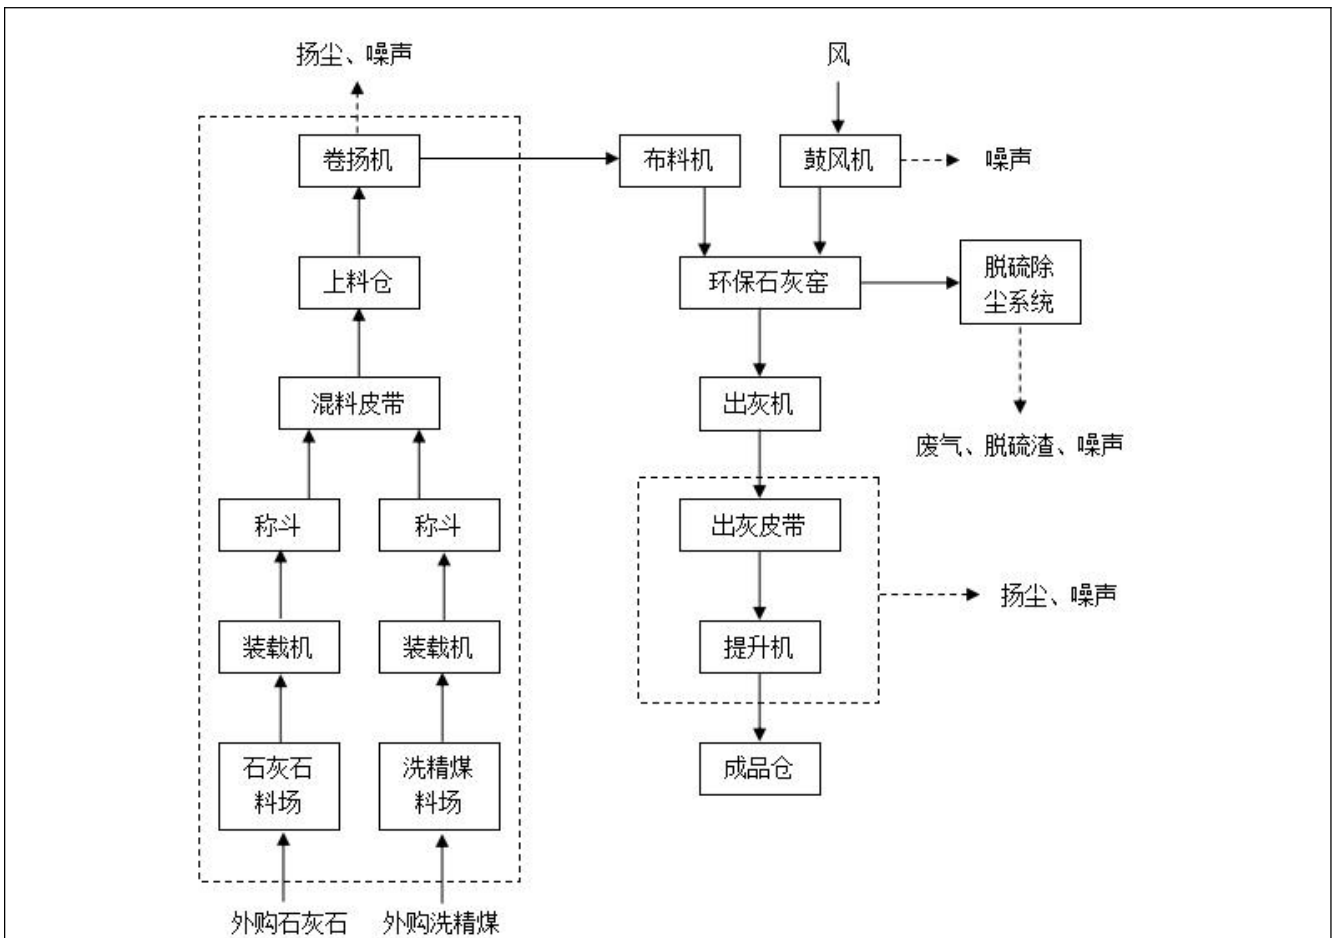 扬尘、噪声
风
卷扬机
布料机
鼓风机
噪声
上料仓
环保石灰窑
脱硫除
尘系统
混料皮带
出灰机
废气、脱硫渣、噪声
称斗
称斗
出灰皮带
扬尘、噪声
装载机
装载机
提升机
石灰石
料场
洗精煤
料场
成品仓
外购石灰石
外购洗精煤